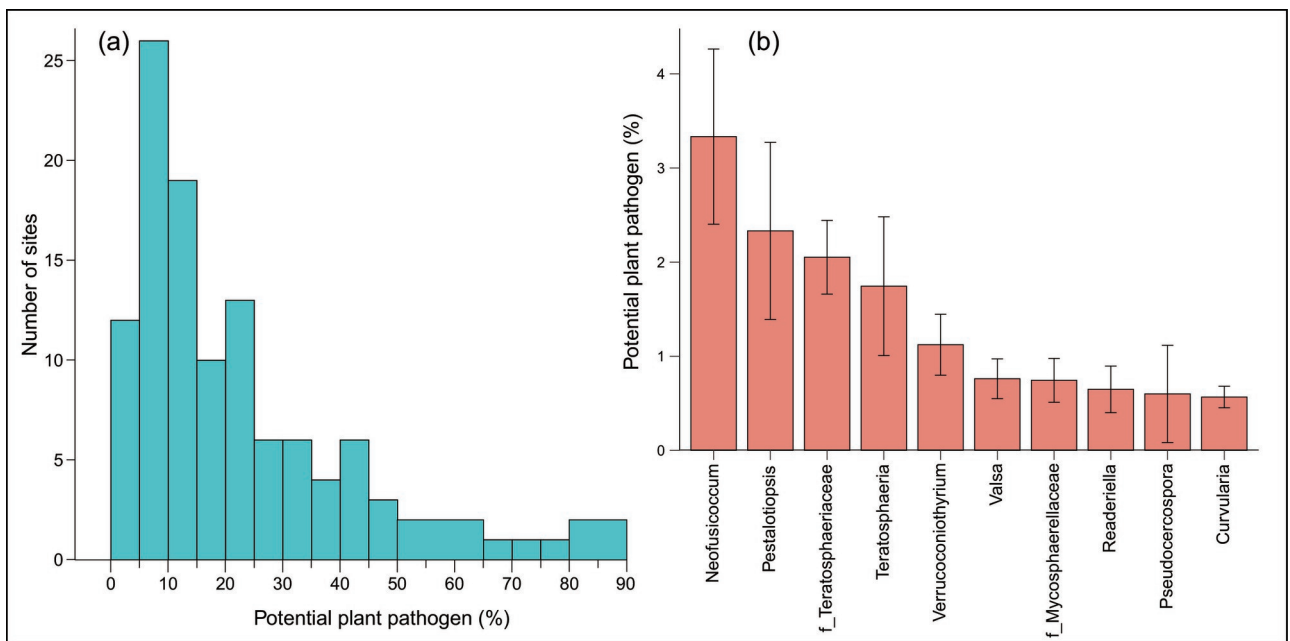 (a)
Number of sites
25
20
15
10
5
0
0 10 20 30 40 50 60 70 80 90
Potential plant pathogen (%)
(b)
Potential plant pathogen (%)
4
3
2
1
0
Neofusicoccum
Pestalotiopsis
f_Teratosphaeriaceae
Teratosphaeria
Verrucoconiothyrium
Valsa
f_Mycosphaerellaceae
Readeriella
Pseudocercospora
Curvularia